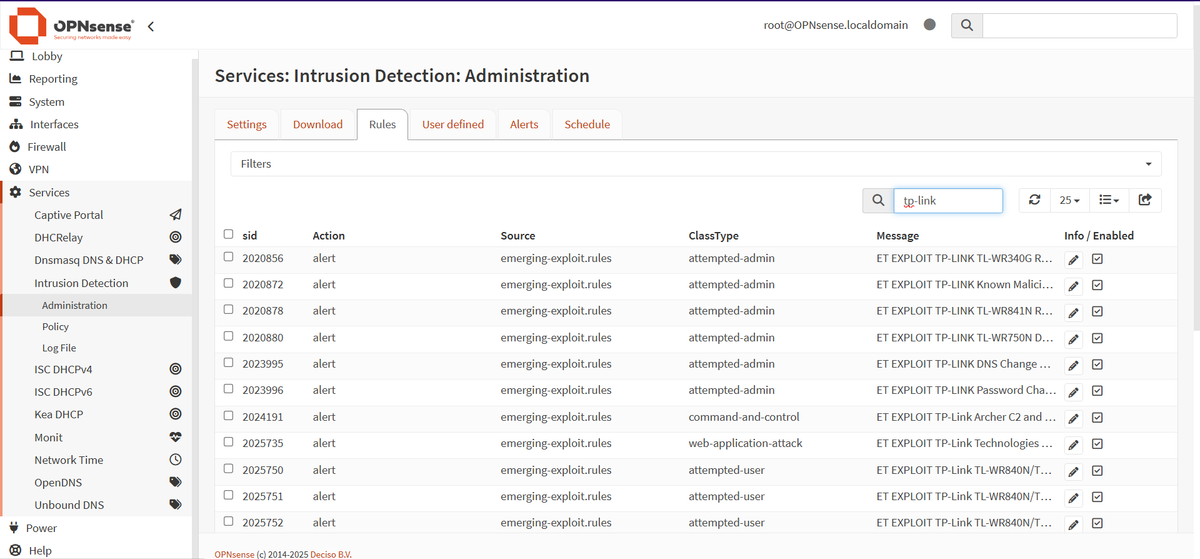 OPNsense®
Securing networks made easy
root@OPNsense.localdomain
Lobby
Reporting
System
Interfaces
Firewall
VPN
Services
Captive Portal
DHCRelay
Dnsmasq DNS & DHCP
Intrusion Detection
Administration
Policy
Log File
ISC DHCPv4
ISC DHCPv6
Kea DHCP
Monit
Network Time
OpenDNS
Unbound DNS
Power
Help
Services: Intrusion Detection: Administration
Settings Download Rules User defined Alerts Schedule
Filters
tp-link 25
sid Action Source ClassType Message Info / Enabled
2020856 alert emerging-exploit.rules attempted-admin ET EXPLOIT TP-LINK TL-WR340G R...
2020872 alert emerging-exploit.rules attempted-admin ET EXPLOIT TP-LINK Known Malici...
2020878 alert emerging-exploit.rules attempted-admin ET EXPLOIT TP-LINK TL-WR841N R...
2020880 alert emerging-exploit.rules attempted-admin ET EXPLOIT TP-LINK TL-WR750N D...
2023995 alert emerging-exploit.rules attempted-admin ET EXPLOIT TP-LINK DNS Change ...
2023996 alert emerging-exploit.rules attempted-admin ET EXPLOIT TP-LINK Password Cha...
2024191 alert emerging-exploit.rules command-and-control ET EXPLOIT TP-Link Archer C2 and ...
2025735 alert emerging-exploit.rules web-application-attack ET EXPLOIT TP-Link Technologies ...
2025750 alert emerging-exploit.rules attempted-user ET EXPLOIT TP-Link TL-WR840N/T...
2025751 alert emerging-exploit.rules attempted-user ET EXPLOIT TP-Link TL-WR840N/T...
2025752 alert emerging-exploit.rules attempted-user ET EXPLOIT TP-Link TL-WR840N/T...
OPNsense (c) 2014-2025 Deciso B.V.